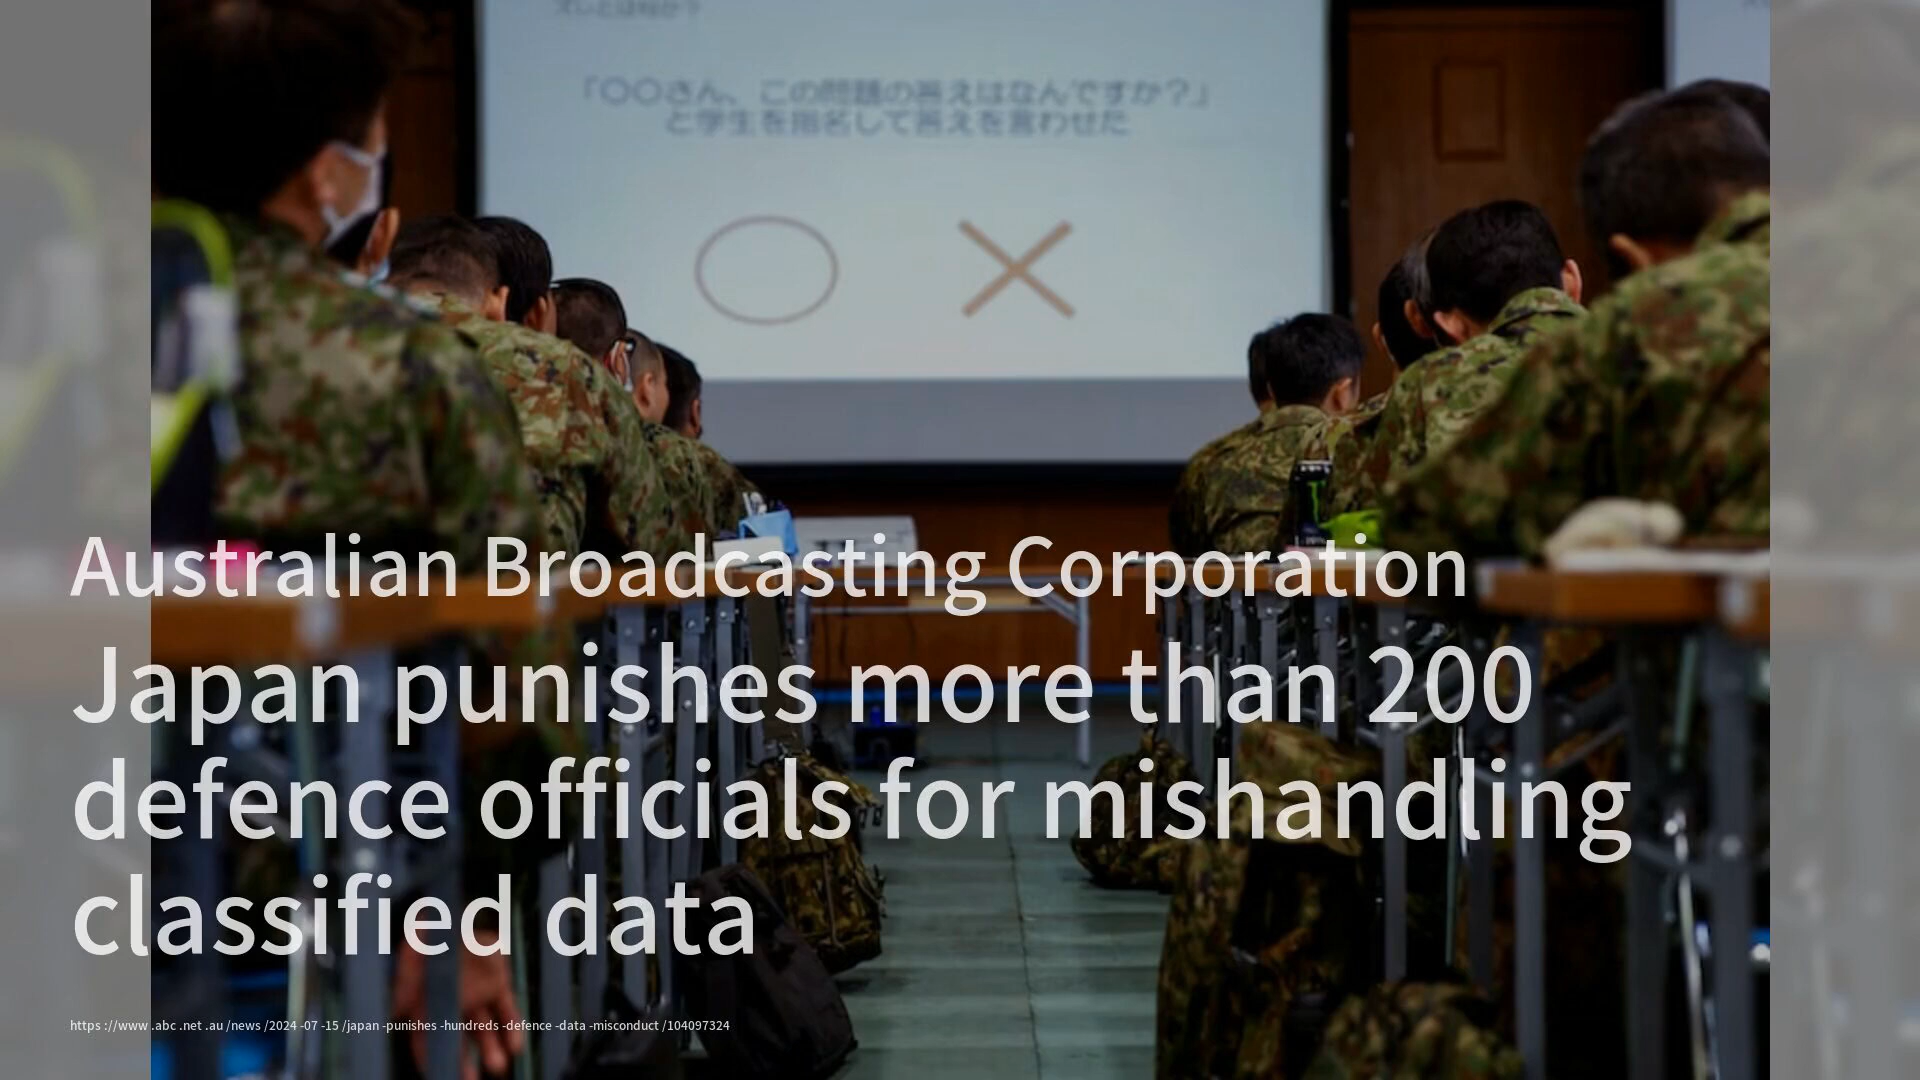 「〇〇さん、この問題の答えはなんですか?」
と学生を指名して答えを言わせた
Australian Broadcasting Corporation
Japan punishes more than 200
defence officials for mishandling
classified data
https://www.abc.net.au/news/2024-07-15/japan-punishes-hundreds-defence-data-misconduct/104097324